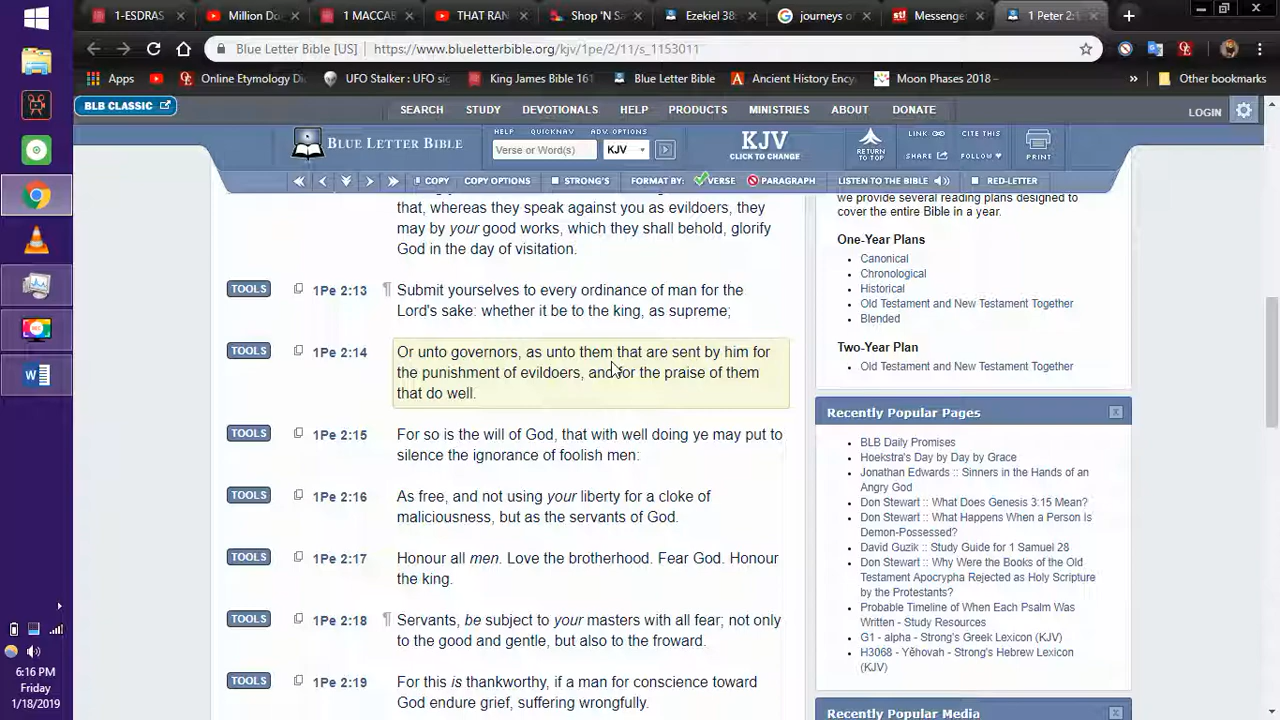 1-ESDRAS
Million Do
1 MACCAB
THAT RAN
Shop 'N Sa
Ezekiel 38
journeys o
Messenge
1 Peter 2:1
Blue Letter Bible [US] | https://www.blueletterbible.org/kjv/1pe/2/11/s_1153011
Apps
Online Etymology Di
UFO Stalker : UFO si
King James Bible 161
Blue Letter Bible
Ancient History Ency
Moon Phases 2018 –
»
Other bookmarks
BLB CLASSIC
SEARCH STUDY DEVOTIONALS HELP PRODUCTS MINISTRIES ABOUT DONATE
LOGIN
BLUE LETTER BIBLE
HELP QUICKNAV ADV. OPTIONS
Verse or Word(s)
KJV
KJV
CLICK TO CHANGE
RETURN
TO TOP
LINK
CITE THIS
SHARE
FOLLOW
PRINT
COPY COPY OPTIONS STRONG'S FORMAT BY: VERSE PARAGRAPH LISTEN TO THE BIBLE RED-LETTER
that, whereas they speak against you as evildoers, they
may by your good works, which they shall behold, glorify
God in the day of visitation.
TOOLS 1Pe 2:13 ¶ Submit yourselves to every ordinance of man for the
Lord's sake: whether it be to the king, as supreme;
TOOLS 1Pe 2:14 Or unto governors, as unto them that are sent by him for
the punishment of evildoers, and for the praise of them
that do well.
TOOLS 1Pe 2:15 For so is the will of God, that with well doing ye may put to
silence the ignorance of foolish men:
TOOLS 1Pe 2:16 As free, and not using your liberty for a cloke of
maliciousness, but as the servants of God.
TOOLS 1Pe 2:17 Honour all men. Love the brotherhood. Fear God. Honour
the king.
TOOLS 1Pe 2:18 ¶ Servants, be subject to your masters with all fear; not only
to the good and gentle, but also to the froward.
TOOLS 1Pe 2:19 For this is thankworthy, if a man for conscience toward
God endure grief, suffering wrongfully.
we provide several reading plans designed to
cover the entire Bible in a year.
One-Year Plans
Canonical
Chronological
Historical
Old Testament and New Testament Together
Blended
Two-Year Plan
Old Testament and New Testament Together
Recently Popular Pages
BLB Daily Promises
Hoekstra's Day by Day by Grace
Jonathan Edwards :: Sinners in the Hands of an
Angry God
Don Stewart :: What Does Genesis 3:15 Mean?
Don Stewart :: What Happens When a Person Is
Demon-Possessed?
David Guzik :: Study Guide for 1 Samuel 28
Don Stewart :: Why Were the Books of the Old
Testament Apocrypha Rejected as Holy Scripture
by the Protestants?
Probable Timeline of When Each Psalm Was
Written - Study Resources
G1 - alpha - Strong's Greek Lexicon (KJV)
H3068 - Yĕhovah - Strong's Hebrew Lexicon
(KJV)
Recently Popular Media
6:16 PM
Friday
1/18/2019